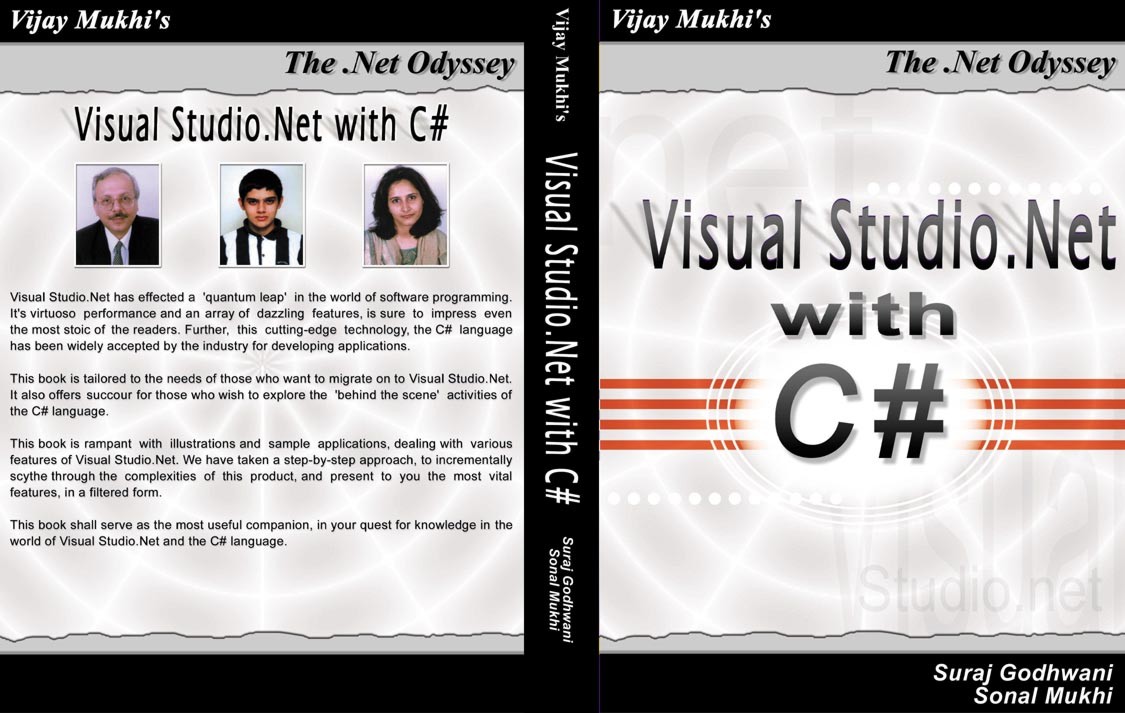 Vijay Mukhi's
The .Net Odyssey
Visual Studio.Net with C#
Visual Studio.Net has effected a 'quantum leap' in the world of software programming.
It's virtuoso performance and an array of dazzling features, is sure to impress even
the most stoic of the readers. Further, this cutting-edge technology, the C# language
has been widely accepted by the industry for developing applications.
This book is tailored to the needs of those who want to migrate on to Visual Studio.Net.
It also offers succour for those who wish to explore the 'behind the scene' activities of
the C# language.
This book is rampant with illustrations and sample applications, dealing with various
features of Visual Studio.Net. We have taken a step-by-step approach, to incrementally
scythe through the complexities of this product, and present to you the most vital
features, in a filtered form.
This book shall serve as the most useful companion, in your quest for knowledge in the
world of Visual Studio.Net and the C# language.
Vijay Mukhi's
Visual Studio.Net with C#
Suraj Godhwani
Sonal Mukhi
Vijay Mukhi's
The .Net Odyssey
.net
Visual Studio.Net
with
C#
visual
Studio.net
Suraj Godhwani
Sonal Mukhi